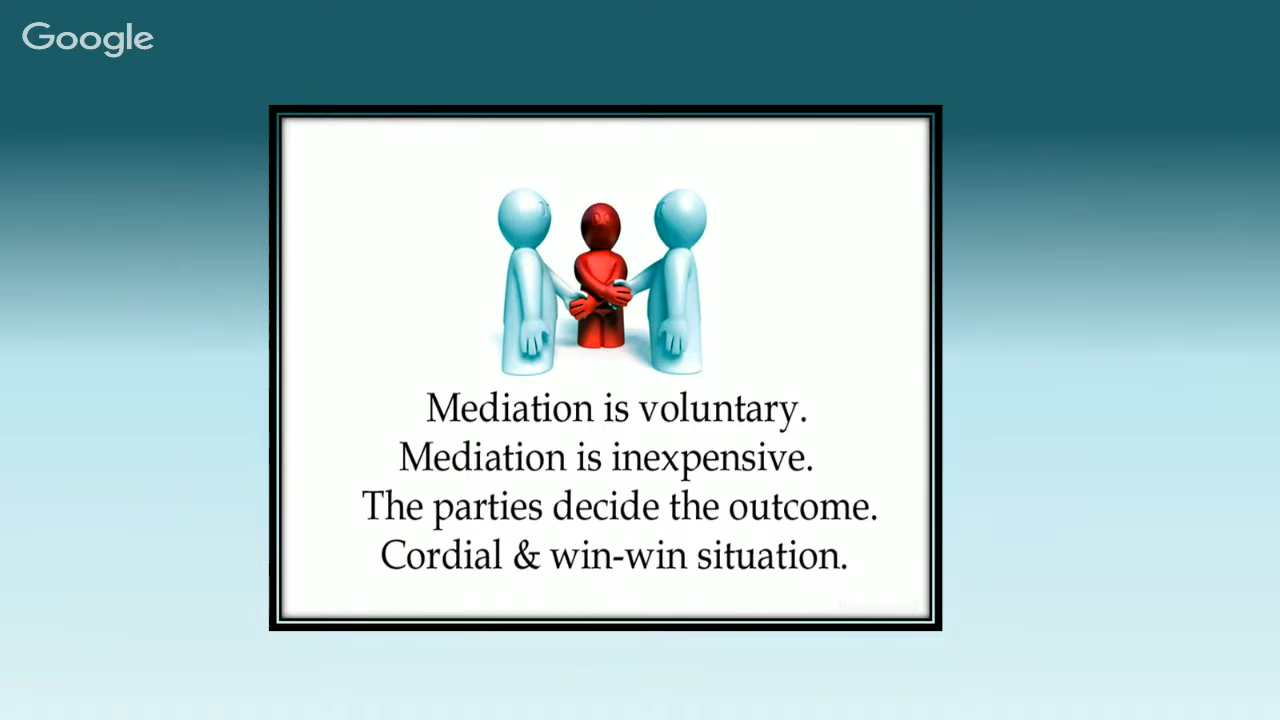 Google
Mediation is voluntary.
Mediation is inexpensive.
The parties decide the outcome.
Cordial & win-win situation.